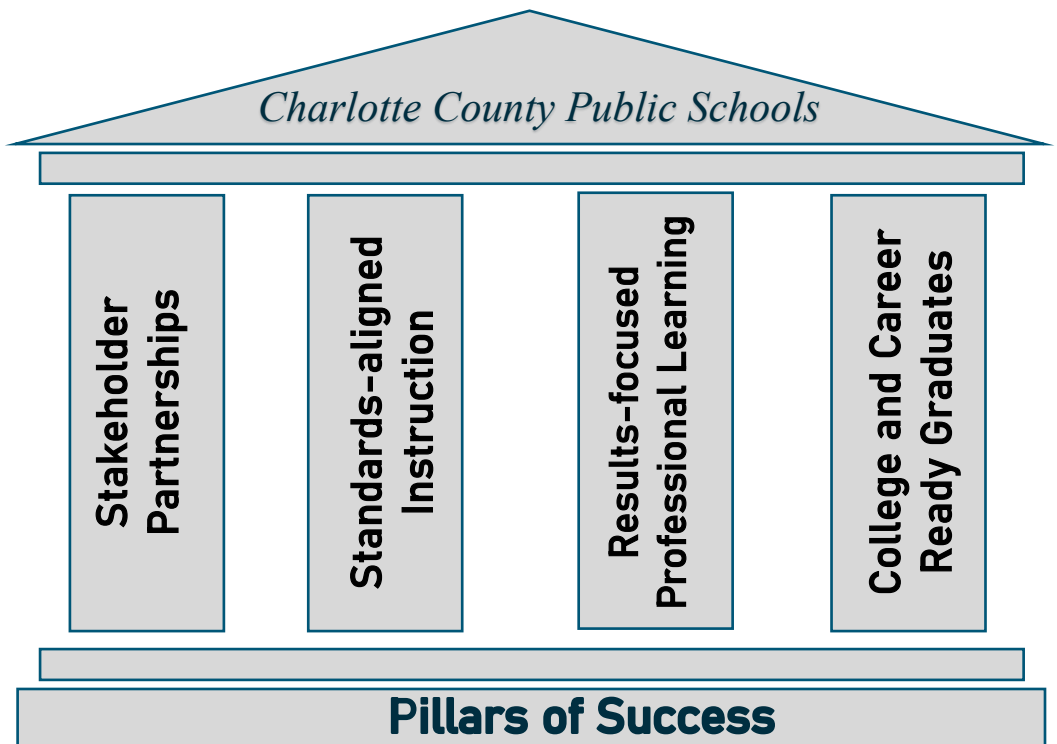 Charlotte County Public Schools
Stakeholder
Partnerships
Standards-aligned
Instruction
Results-focused
Professional Learning
College and Career
Ready Graduates
Pillars of Success